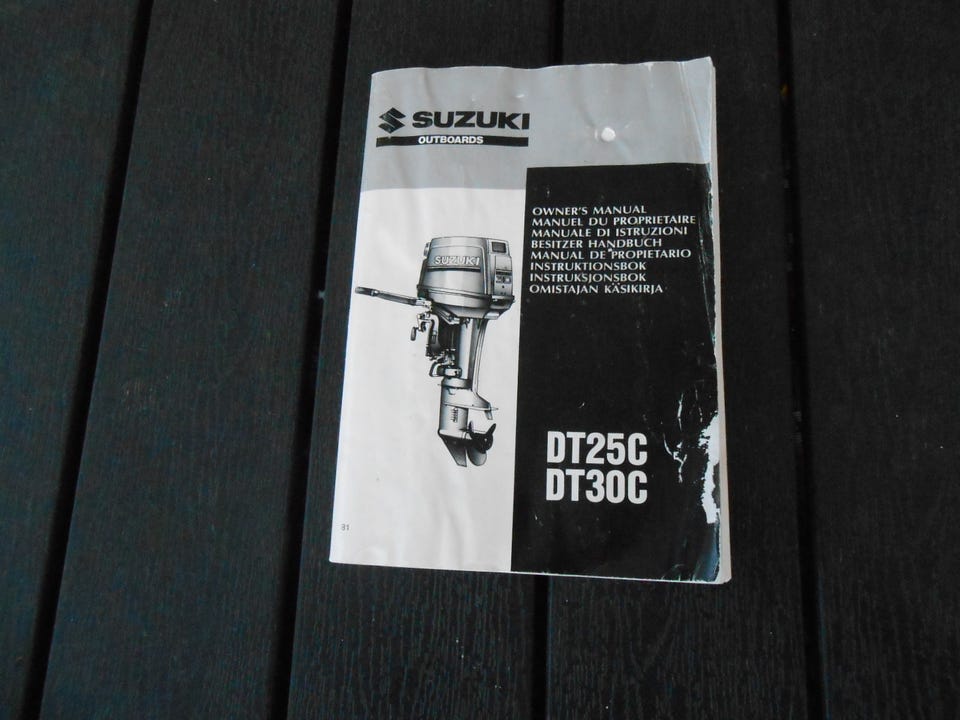 SUZUKI
OUTBOARDS
OWNER'S MANUAL
MANUEL DU PROPRIETAIRE
MANUALE DI ISTRUZIONI
BESITZER HANDBUCH
MANUAL DE PROPIETARIO
INSTRUKTIONSBOK
INSTRUKSJONSBOK
OMISTAJAN KÄSIKIRJA
SUZUKI
DT25C
DT30C
81